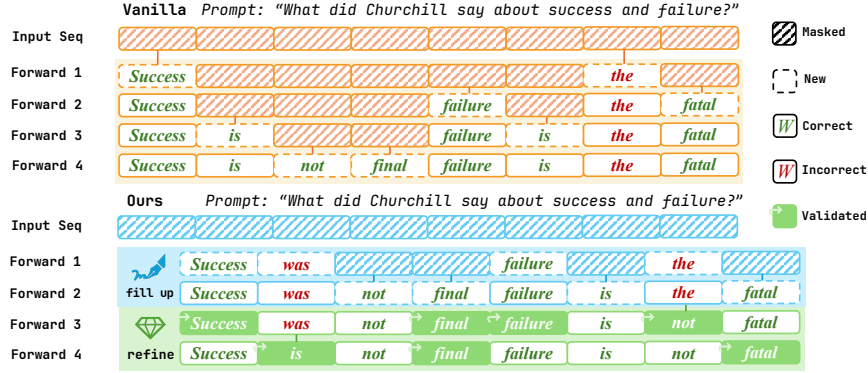 Vanilla Prompt: “What did Churchill say about success and failure?”
Input Seq
Masked
Forward 1 Success the
New
Forward 2 Success failure the fatal
Forward 3 Success is failure is the fatal
W Correct
Forward 4 Success is not final failure is the fatal
W Incorrect
Ours Prompt: “What did Churchill say about success and failure?”
Validated
Input Seq
Forward 1 Success was failure the
fill up
Forward 2 Success was not final failure is the fatal
Forward 3 Success was not final failure is not fatal
refine
Forward 4 Success is not final failure is not fatal